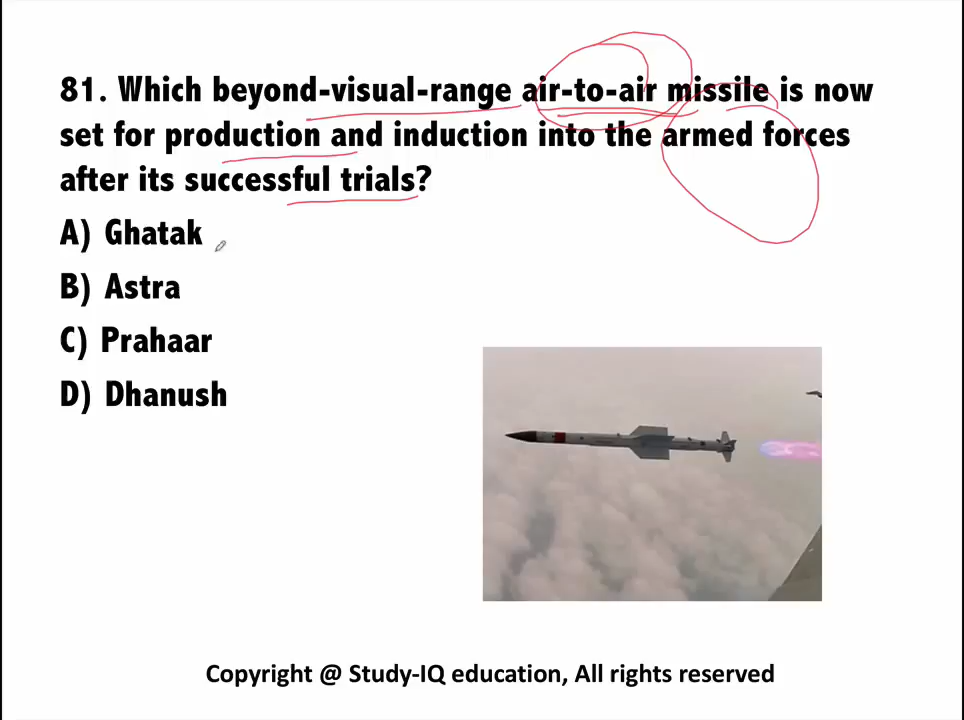 81. Which beyond-visual-range air-to-air missile is now
set for production and induction into the armed forces
after its successful trials?
A) Ghatak
B) Astra
C) Prahaar
D) Dhanush
Copyright @ Study-IQ education, All rights reserved